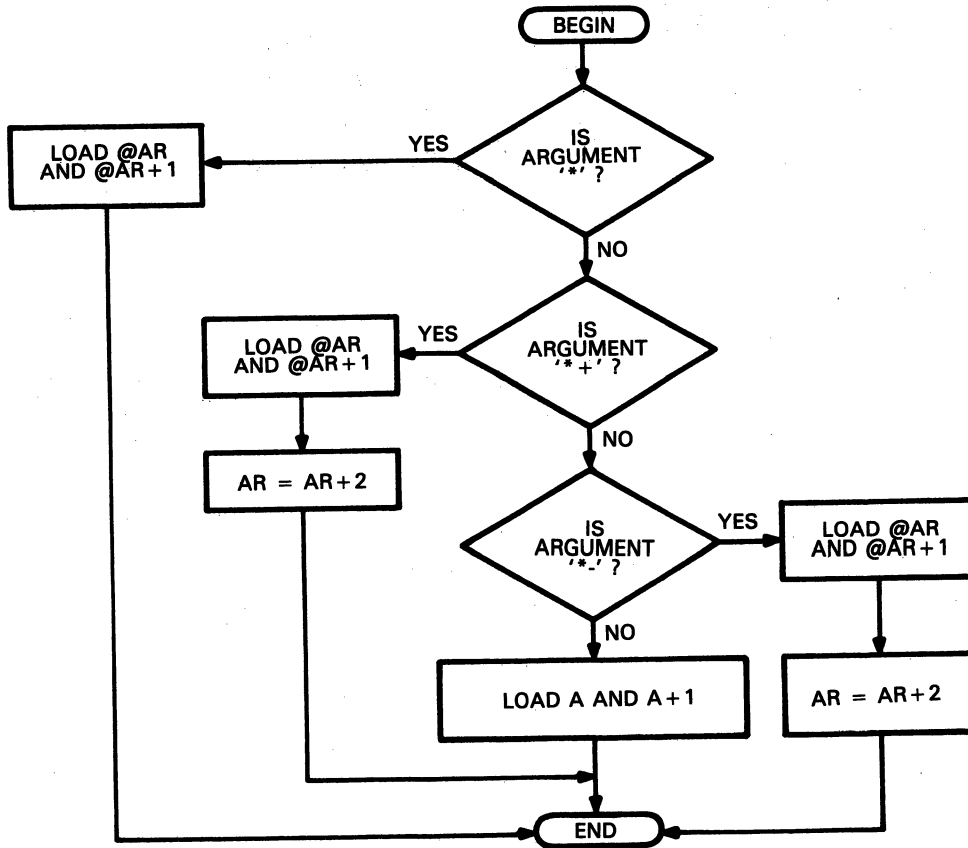 BEGIN
IS
ARGUMENT
'*' ?
YES
LOAD @AR
AND @AR+1
NO
IS
ARGUMENT
'*+' ?
YES
LOAD @AR
AND @AR+1
AR = AR+2
NO
IS
ARGUMENT
'*-' ?
YES
LOAD @AR
AND @AR+1
AR = AR+2
NO
LOAD A AND A+1
END